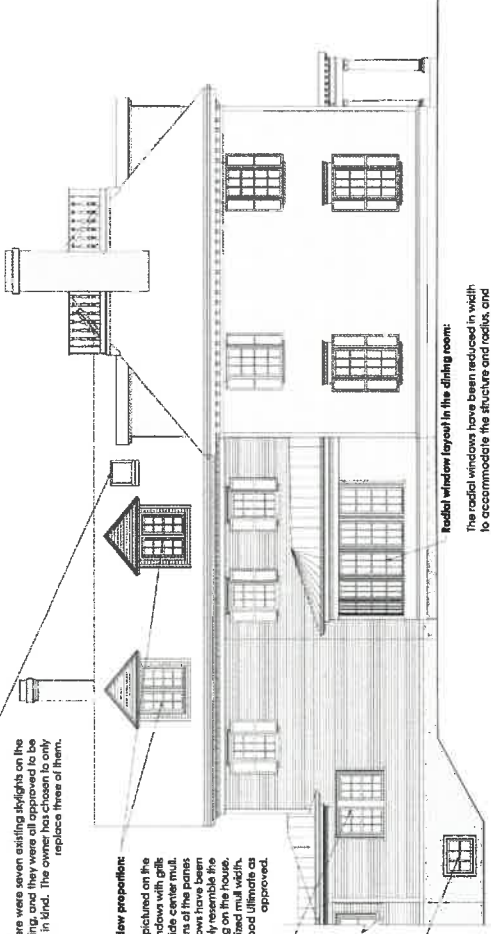 ere were seven existing skylights on the
ing, and they were all approved to be
in kind. The owner has chosen to only
replace three of them.
low proportion:
pictured on the
ndows with grills
ide center mull.
ns of the panes
ows have been
ly resemble the
g on the house.
ized mull width.
ood Ultimate as
approved.
Radial window layout in the dining room:
The radial windows have been reduced in width
to accommodate the structure and radius, and